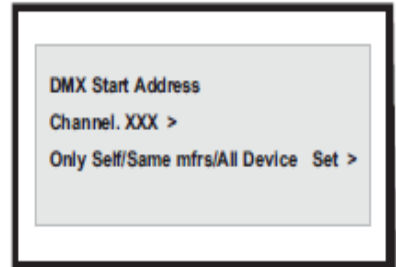 DMX Start Address
Channel. XXX >
Only Self/Same mfrs/All Device Set >